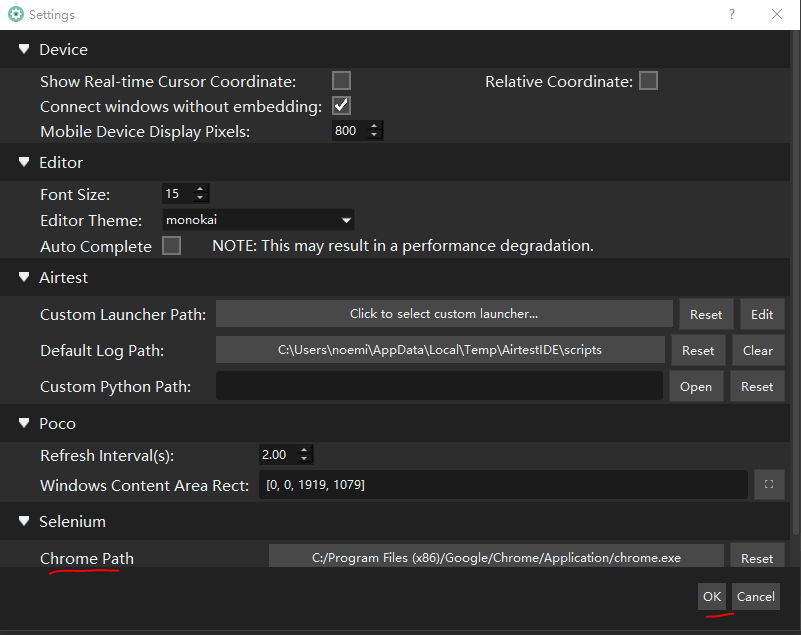 Settings
Device
Show Real-time Cursor Coordinate: Relative Coordinate:
Connect windows without embedding:
Mobile Device Display Pixels: 800
Editor
Font Size: 15
Editor Theme: monokai
Auto Complete NOTE: This may result in a performance degradation.
Airtest
Custom Launcher Path: Click to select custom launcher... Reset Edit
Default Log Path: C:\Users\noemi\AppData\Local\Temp\AirtestIDE\scripts Reset Clear
Custom Python Path: Open Reset
Poco
Refresh Interval(s): 2.00
Windows Content Area Rect: [0, 0, 1919, 1079]
Selenium
Chrome Path C:/Program Files (x86)/Google/Chrome/Application/chrome.exe Reset
OK Cancel